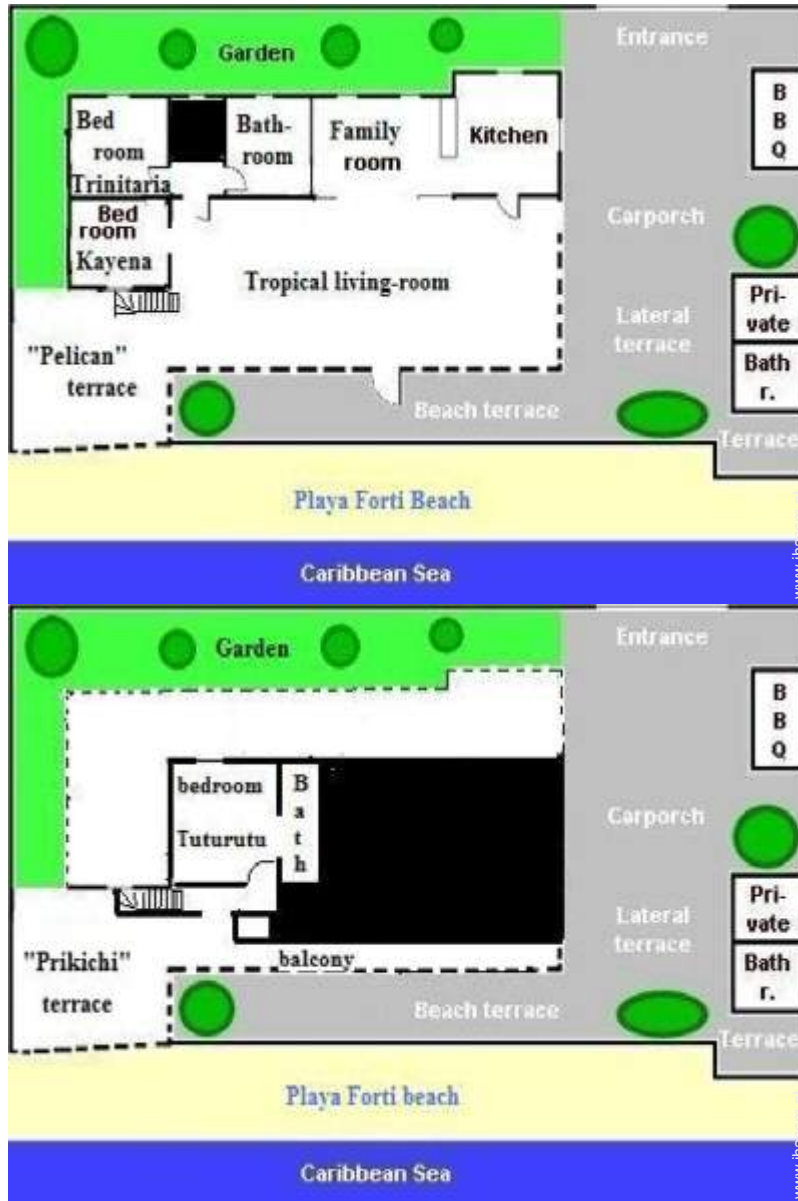 Entrance
Garden
B
B
Q
Bed
room
Trinitaria
Bath-
room
Family
room
Kitchen
Bed
room
Kayena
Carporch
Tropical living-room
Pri-
vate
Lateral
terrace
"Pelican"
terrace
Bath
r.
Beach terrace
Terrace
Playa Forti Beach
Caribbean Sea
Entrance
Garden
B
B
Q
bedroom
Tuturutu
B
a
t
h
Carporch
Pri-
vate
Lateral
terrace
"Prikichi"
terrace
balcony
Bath
r.
Beach terrace
Terrace
Playa Forti beach
Caribbean Sea